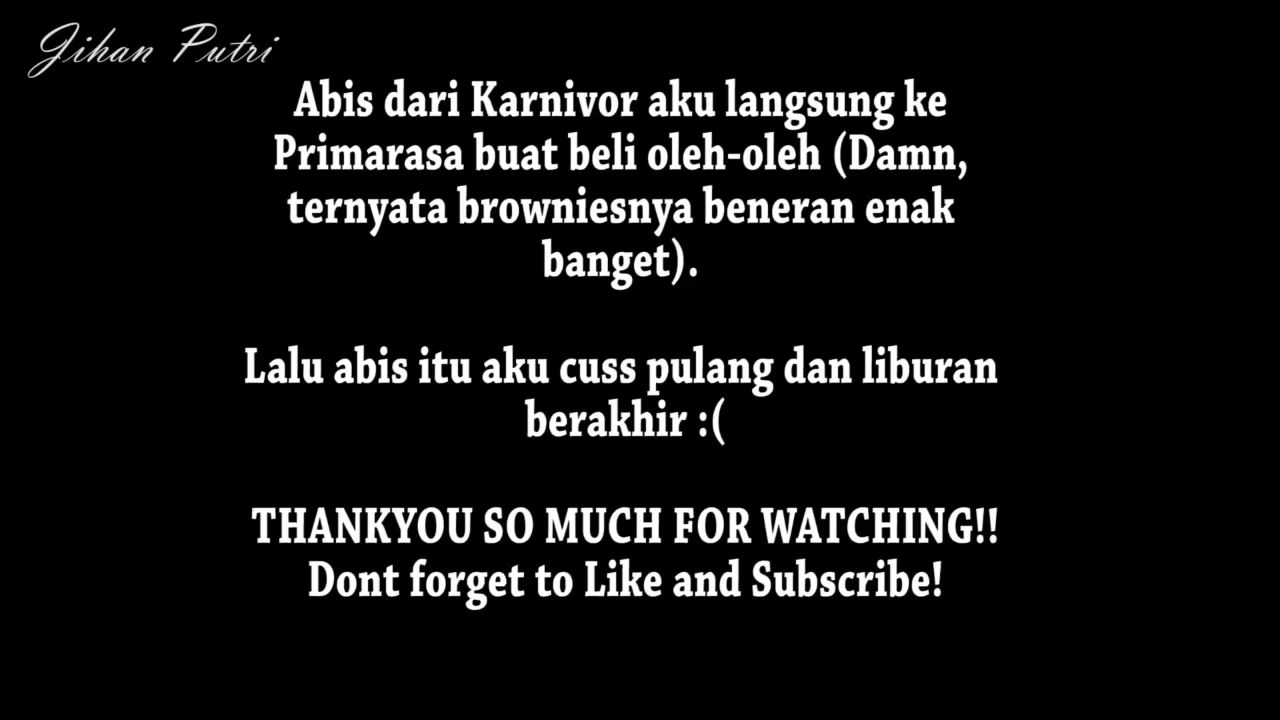 Jihan Putri
Abis dari Karnivor aku langsung ke
Primarasa buat beli oleh-oleh (Damn,
ternyata browniesnya beneran enak
banget).
Lalu abis itu aku cuss pulang dan liburan
berakhir :(
THANKYOU SO MUCH FOR WATCHING!!
Dont forget to Like and Subscribe!